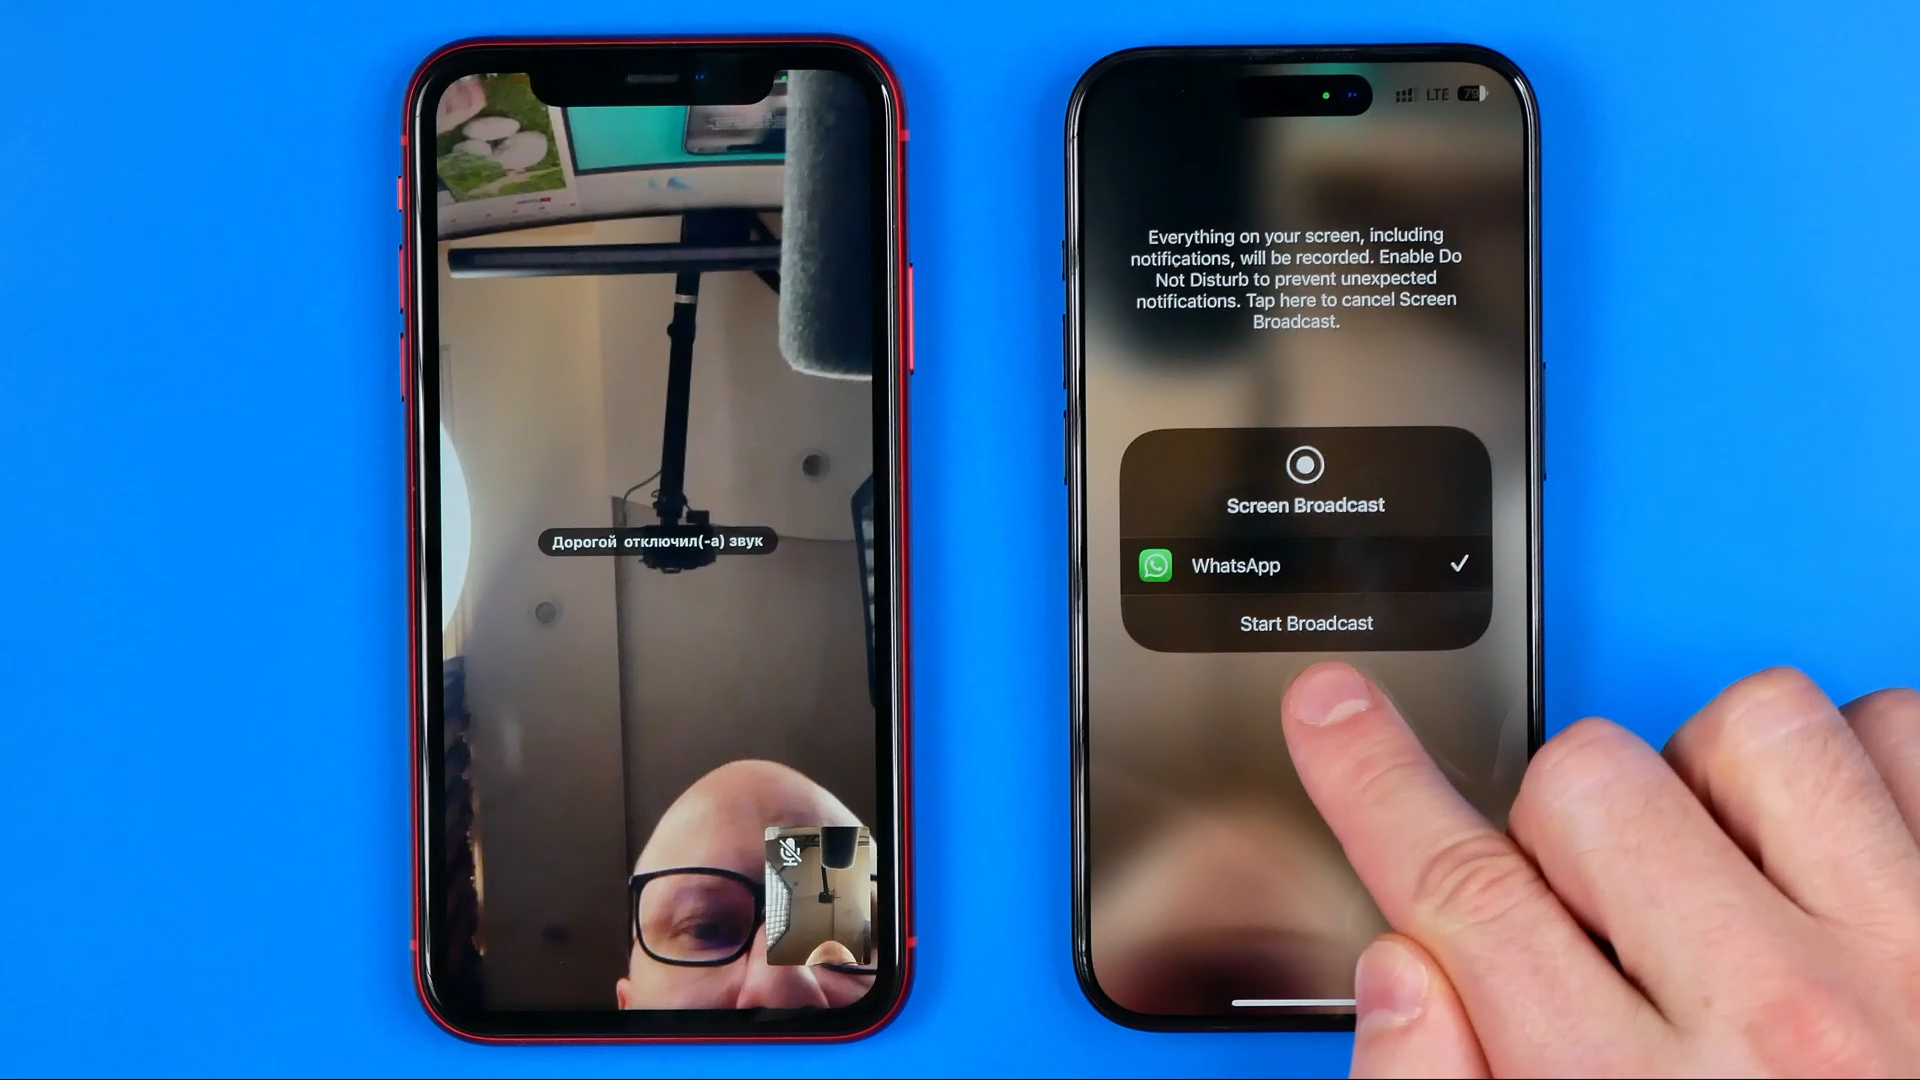 Дорогой отключил(-а) звук
LTE 79
Everything on your screen, including
notifications, will be recorded. Enable Do
Not Disturb to prevent unexpected
notifications. Tap here to cancel Screen
Broadcast.
Screen Broadcast
WhatsApp
Start Broadcast